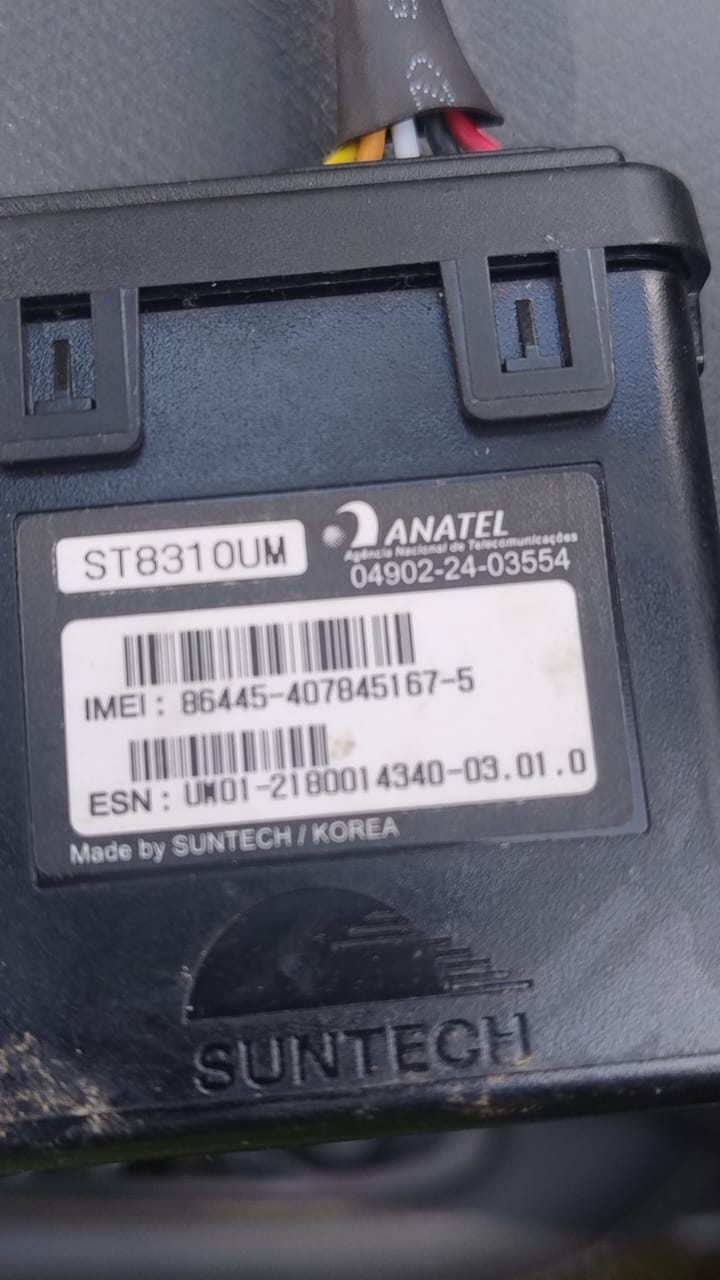 ST8310UM
ANATEL
Agência Nacional de Telecomunicações
04902-24-03554
IMEI : 86445-407845167-5
ESN : UM01-2180014340-03.01.0
Made by SUNTECH / KOREA
SUNTECH